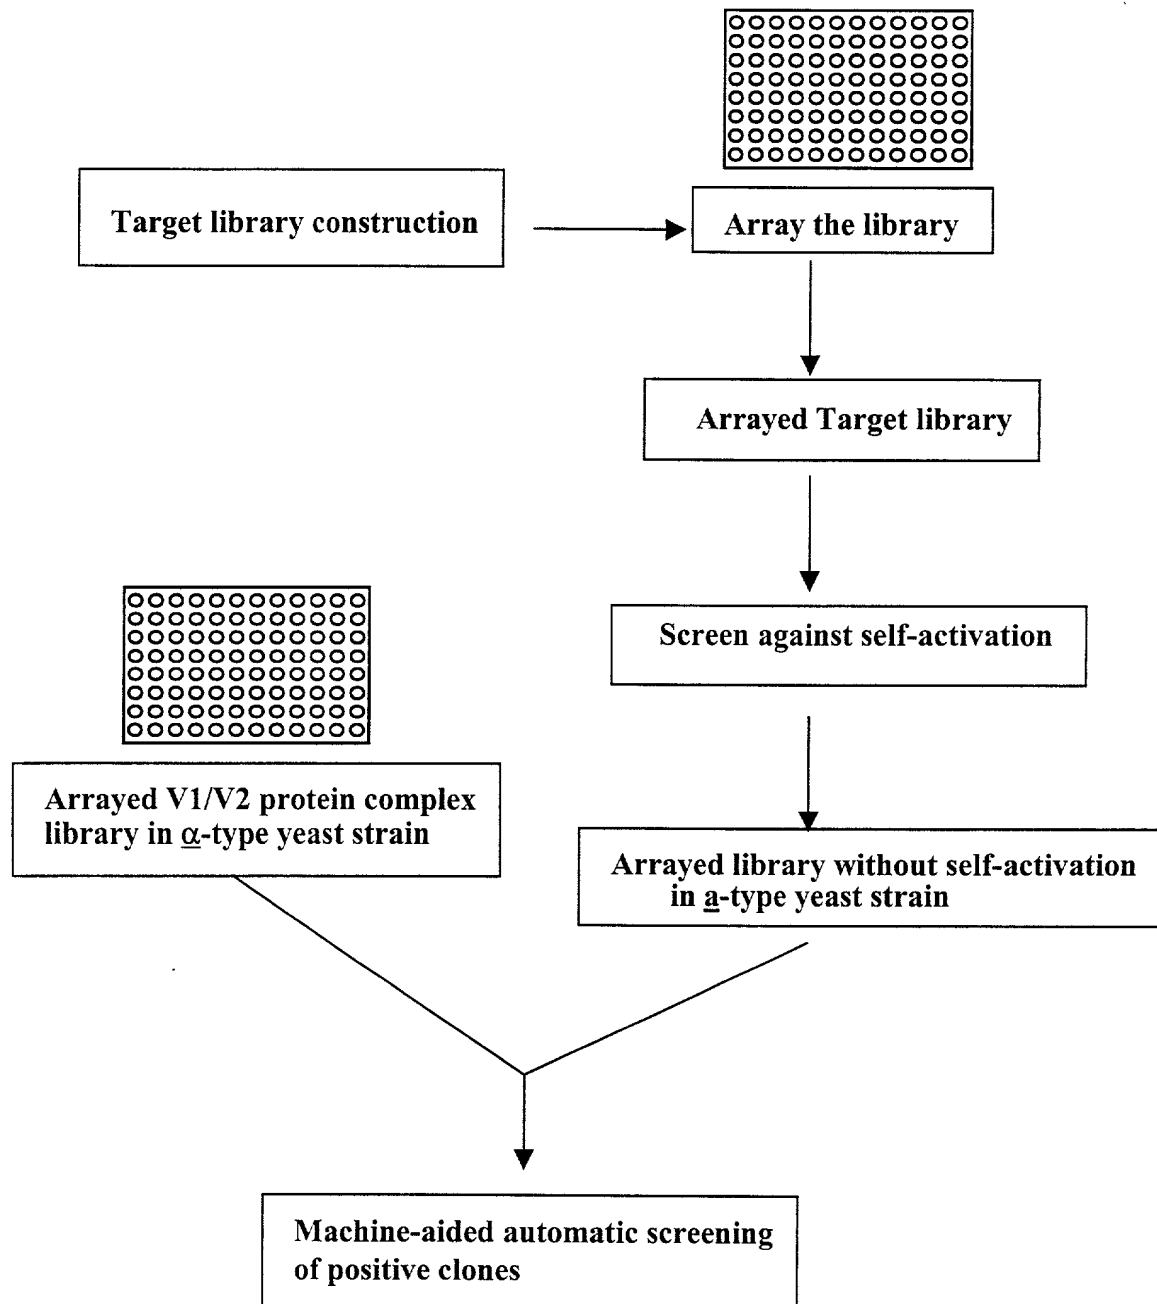 Target library construction
Array the library
Arrayed Target library
Screen against self-activation
Arrayed V1/V2 protein complex
library in α-type yeast strain
Arrayed library without self-activation
in a-type yeast strain
Machine-aided automatic screening
of positive clones